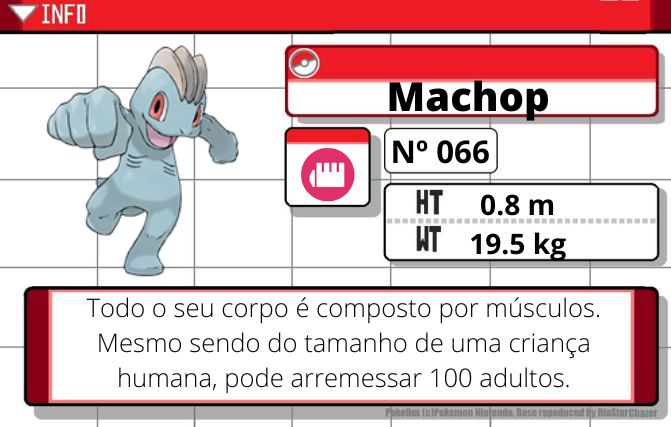 INFO
Machop
Nº 066
HT 0.8 m
WT 19.5 kg
Todo o seu corpo é composto por músculos.
Mesmo sendo do tamanho de uma criança
humana, pode arremessar 100 adultos.
PokeDex (c)Pokemon Nintendo. Base reproduced by RiaStarChazer